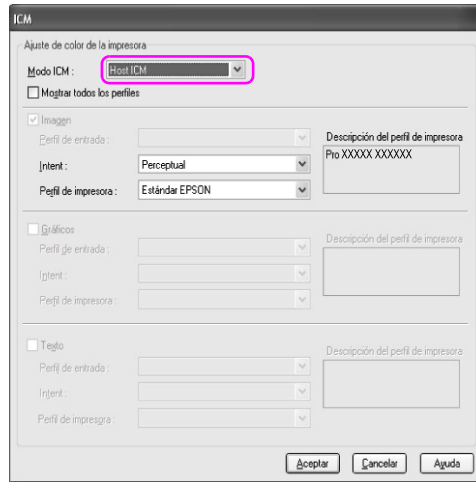 ICM
Ajuste de color de la impresora
Modo ICM : Host ICM
Mostrar todos los perfiles
Imagen
Perfil de entrada :
Descripción del perfil de impresora
Intent : Perceptual
Pro XXXXX XXXXXX
Perfil de impresora : Estándar EPSON
Gráficos
Perfil de entrada :
Descripción del perfil de impresora
Intent :
Perfil de impresora :
Texto
Perfil de entrada :
Descripción del perfil de impresora
Intent :
Perfil de impresora :
Aceptar Cancelar Ayuda